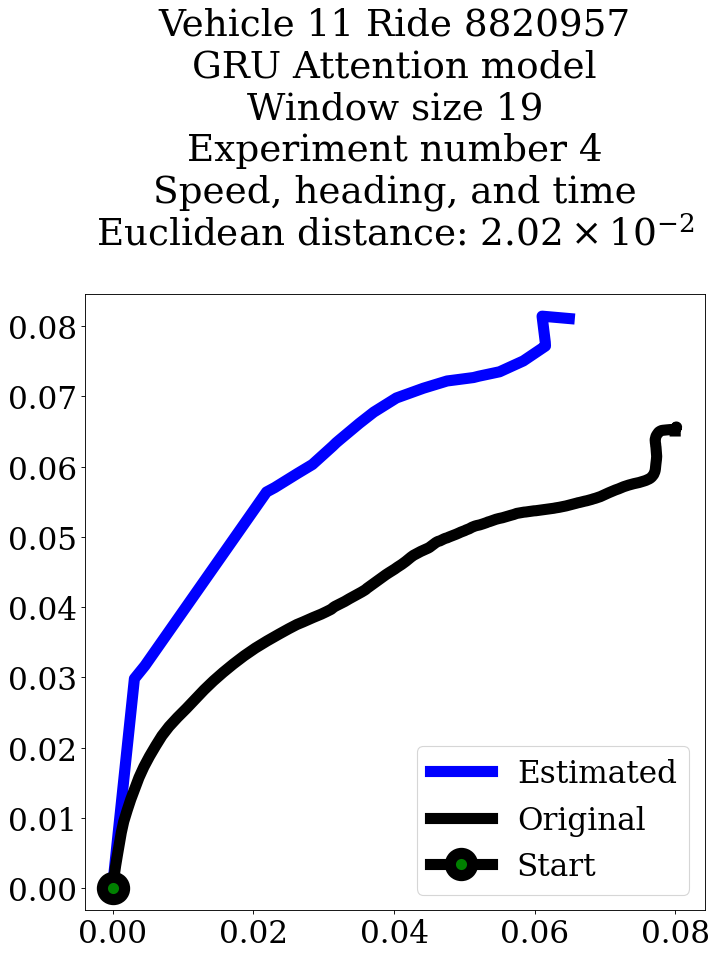 Vehicle 11 Ride 8820957
GRU Attention model
Window size 19
Experiment number 4
Speed, heading, and time
Euclidean distance: 2.02 × 10⁻²
0.08
0.07
0.06
0.05
0.04
0.03
0.02
0.01
0.00
Estimated
Original
Start
0.00 0.02 0.04 0.06 0.08